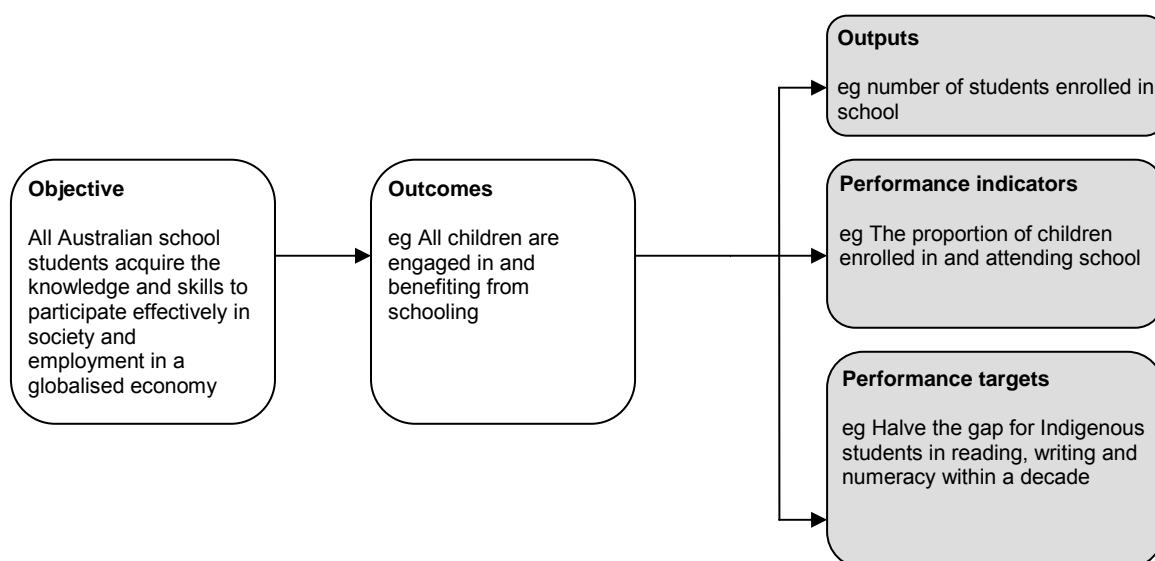 Objective
All Australian school
students acquire the
knowledge and skills to
participate effectively in
society and
employment in a
globalised economy
Outcomes
eg All children are
engaged in and
benefiting from
schooling
Outputs
eg number of students enrolled in
school
Performance indicators
eg The proportion of children
enrolled in and attending school
Performance targets
eg Halve the gap for Indigenous
students in reading, writing and
numeracy within a decade